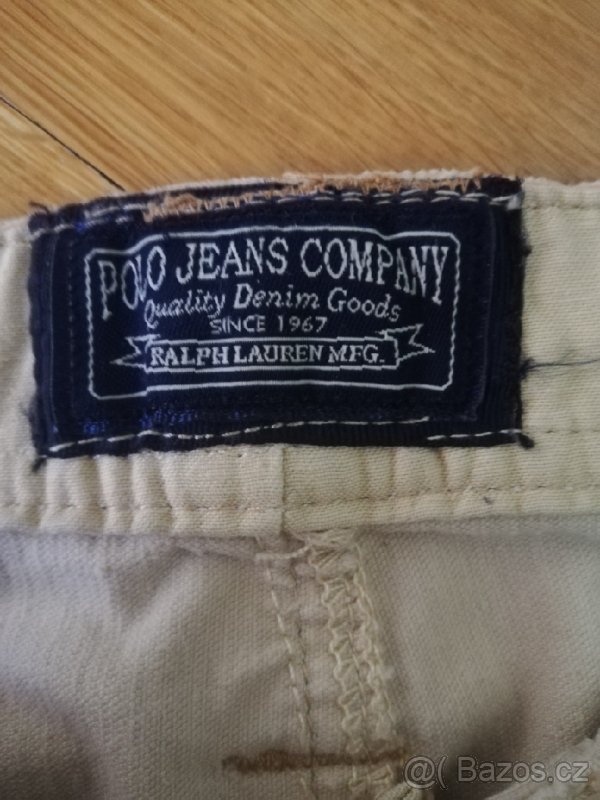 POLO JEANS COMPANY
Quality Denim Goods
SINCE 1967
RALPH LAUREN MFG.
@( Bazos.cz